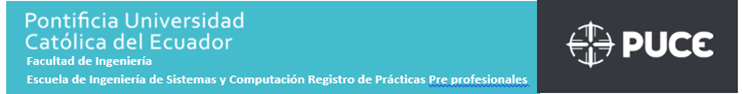 Pontificia Universidad
Católica del Ecuador
Facultad de Ingeniería
Escuela de Ingeniería de Sistemas y Computación Registro de Prácticas Pre profesionales
PUCE